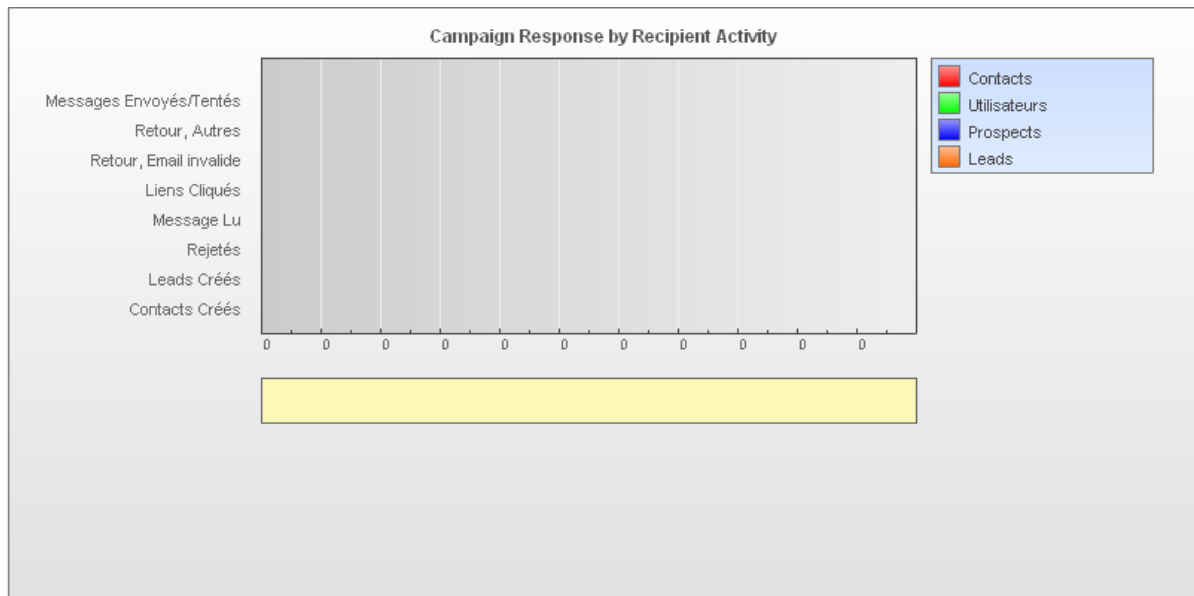 Campaign Response by Recipient Activity
Messages Envoyés/Tentés
Retour, Autres
Retour, Email invalide
Liens Cliqués
Message Lu
Rejetés
Leads Créés
Contacts Créés
0 0 0 0 0 0 0 0 0 0 0
Contacts
Utilisateurs
Prospects
Leads